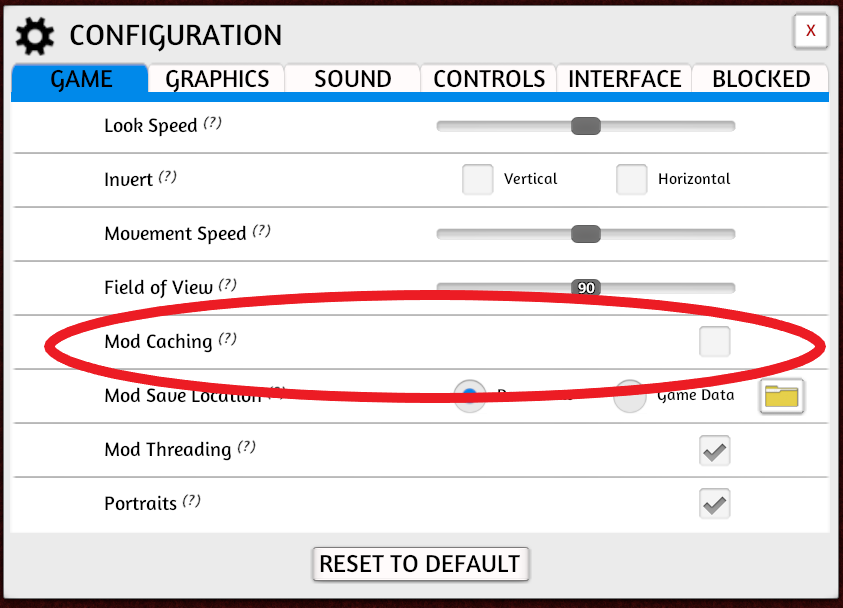 CONFIGURATION
X
GAME GRAPHICS SOUND CONTROLS INTERFACE BLOCKED
Look Speed (?)
Invert (?) Vertical Horizontal
Movement Speed (?)
Field of View (?) 90
Mod Caching (?)
Mod Save Location (?) Game Data
Mod Threading (?)
Portraits (?)
RESET TO DEFAULT